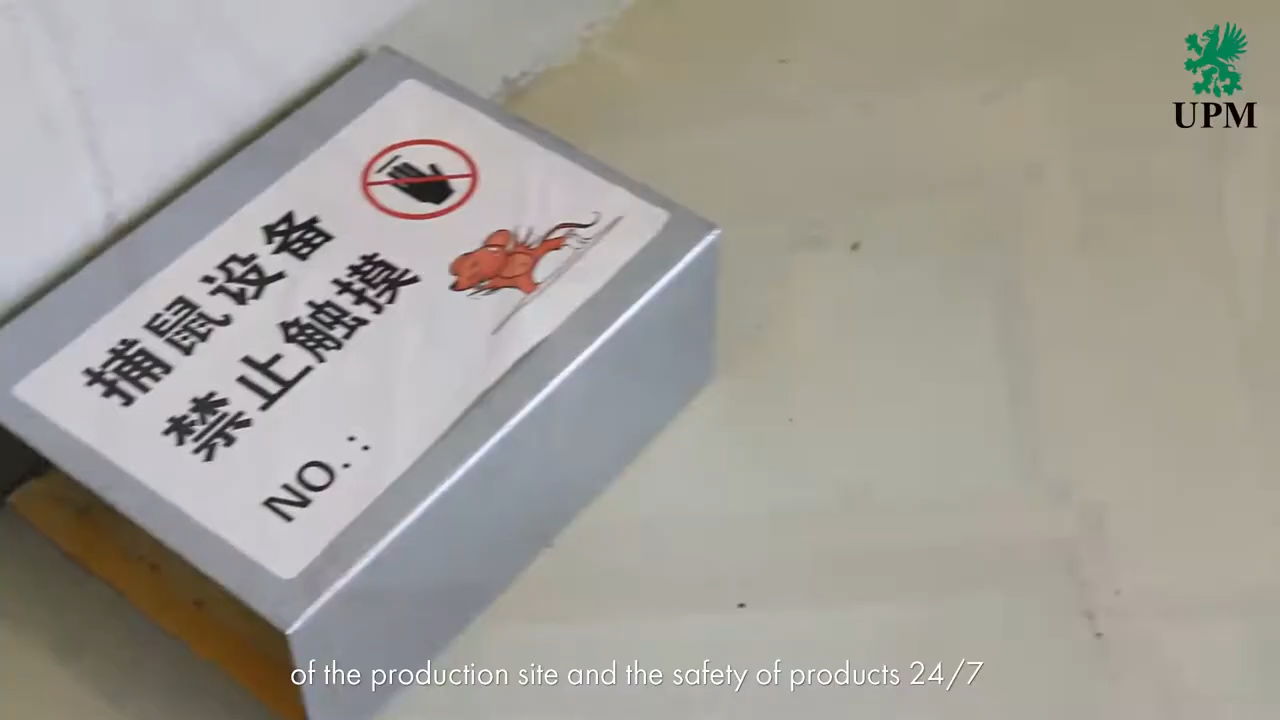 UPM
捕鼠设备
禁止触摸
NO.:
of the production site and the safety of products 24/7